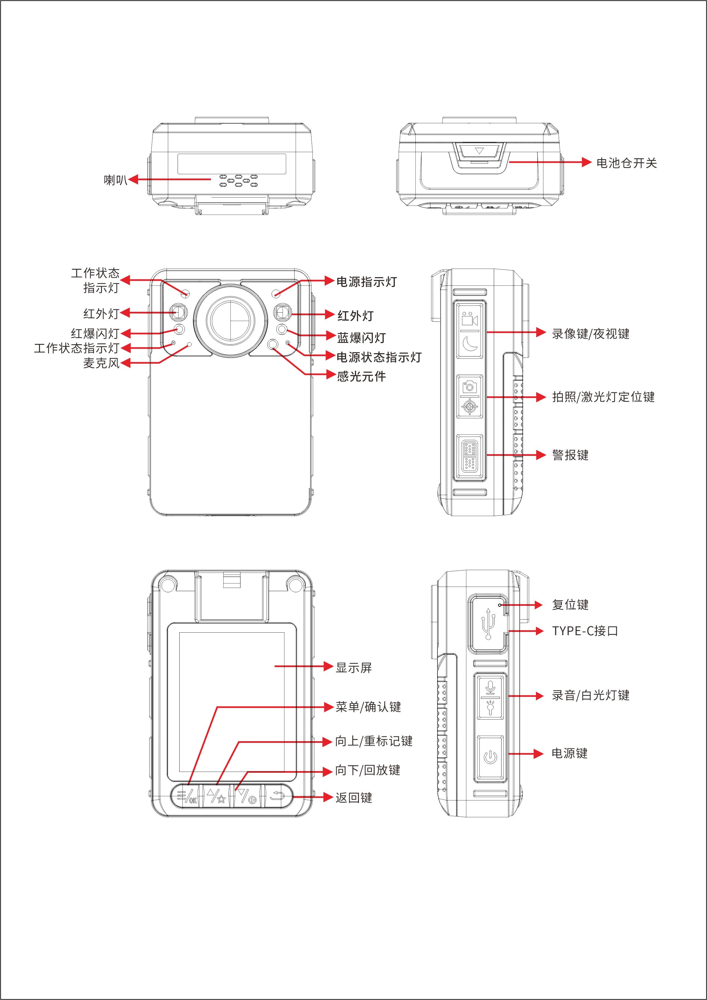 喇叭
电池仓开关
工作状态
指示灯
红外灯
红爆闪灯
工作状态指示灯
麦克风
电源指示灯
红外灯
蓝爆闪灯
电源状态指示灯
感光元件
录像键/夜视键
拍照/激光灯定位键
警报键
显示屏
菜单/确认键
向上/重标记键
向下/回放键
返回键
OK
复位键
TYPE-C接口
录音/白光灯键
电源键